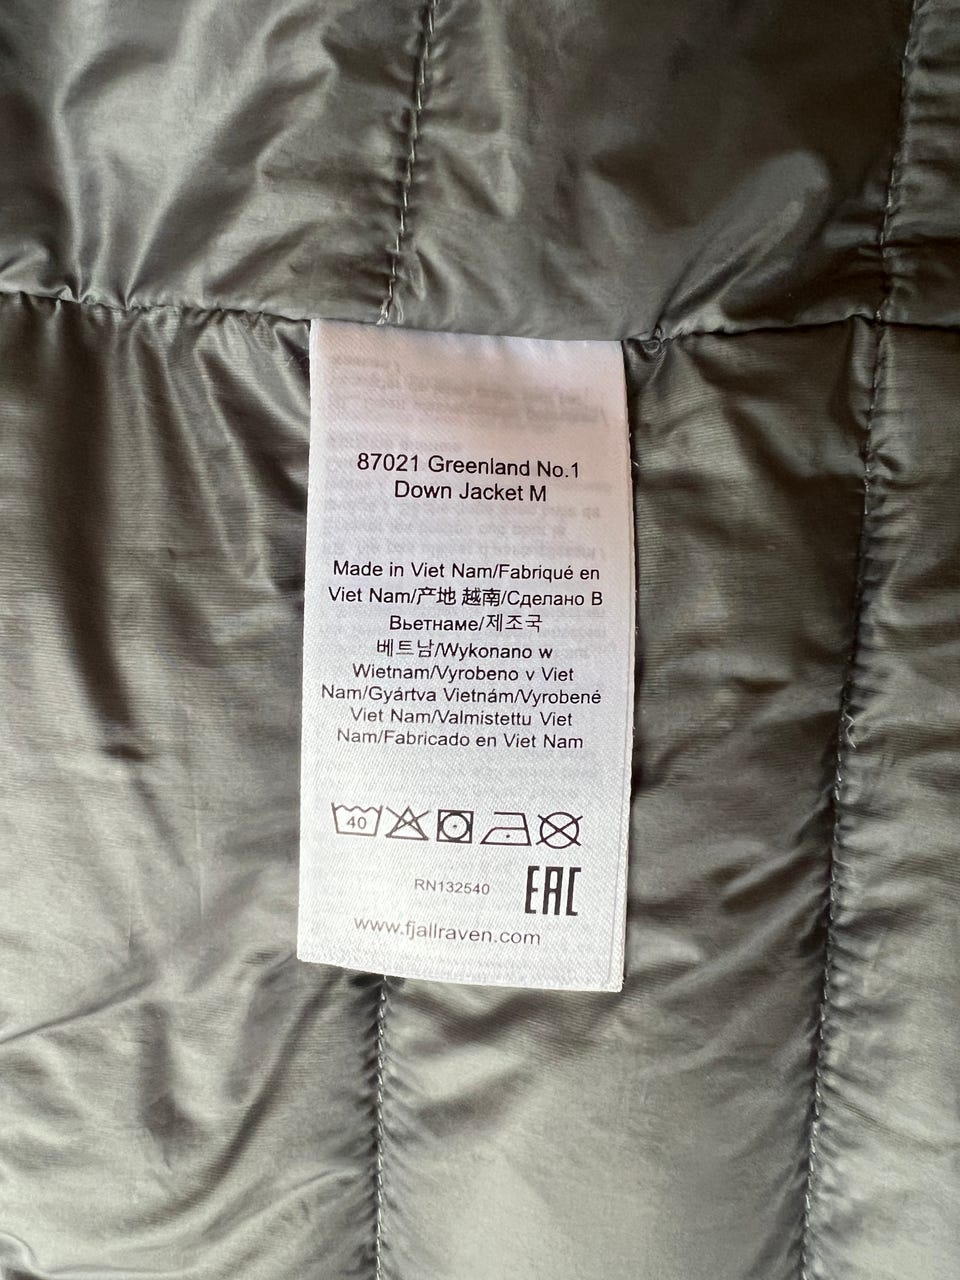 87021 Greenland No.1
Down Jacket M
Made in Viet Nam/Fabriqué en
Viet Nam/产地 越南/Сделано В
Вьетнаме/제조국
베트남/Wykonano w
Wietnam/Vyrobeno v Viet
Nam/Gyártva Vietnám/Vyrobené
Viet Nam/Valmistettu Viet
Nam/Fabricado en Viet Nam
40
RN132540
EAC
www.fjallraven.com